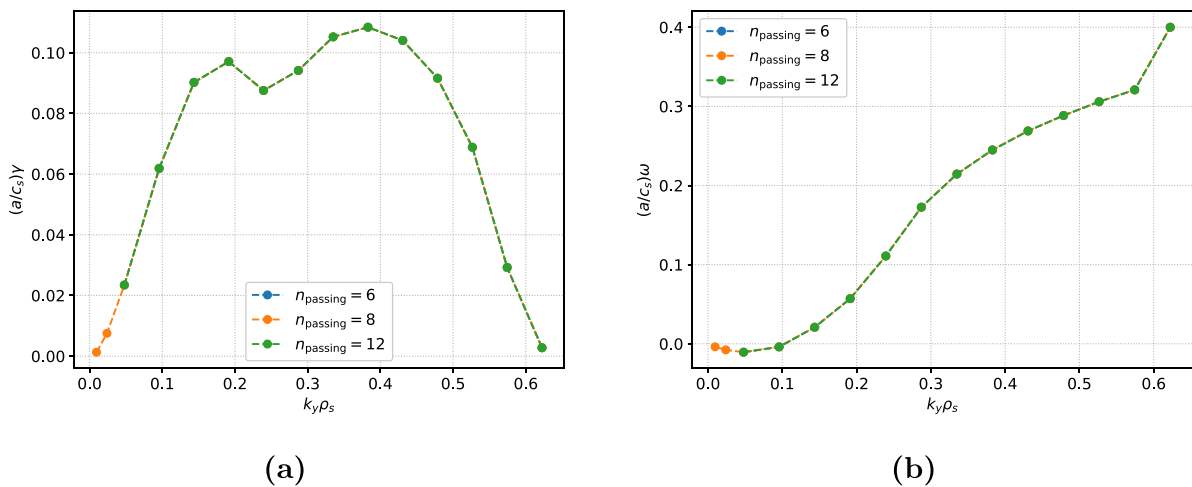 0.10
0.08
0.06
0.04
0.02
0.00
(a/c_s)γ
n_passing = 6
n_passing = 8
n_passing = 12
0.0 0.1 0.2 0.3 0.4 0.5 0.6
k_yρ_s
(a)
0.4
0.3
0.2
0.1
0.0
(a/c_s)ω
n_passing = 6
n_passing = 8
n_passing = 12
0.0 0.1 0.2 0.3 0.4 0.5 0.6
k_yρ_s
(b)